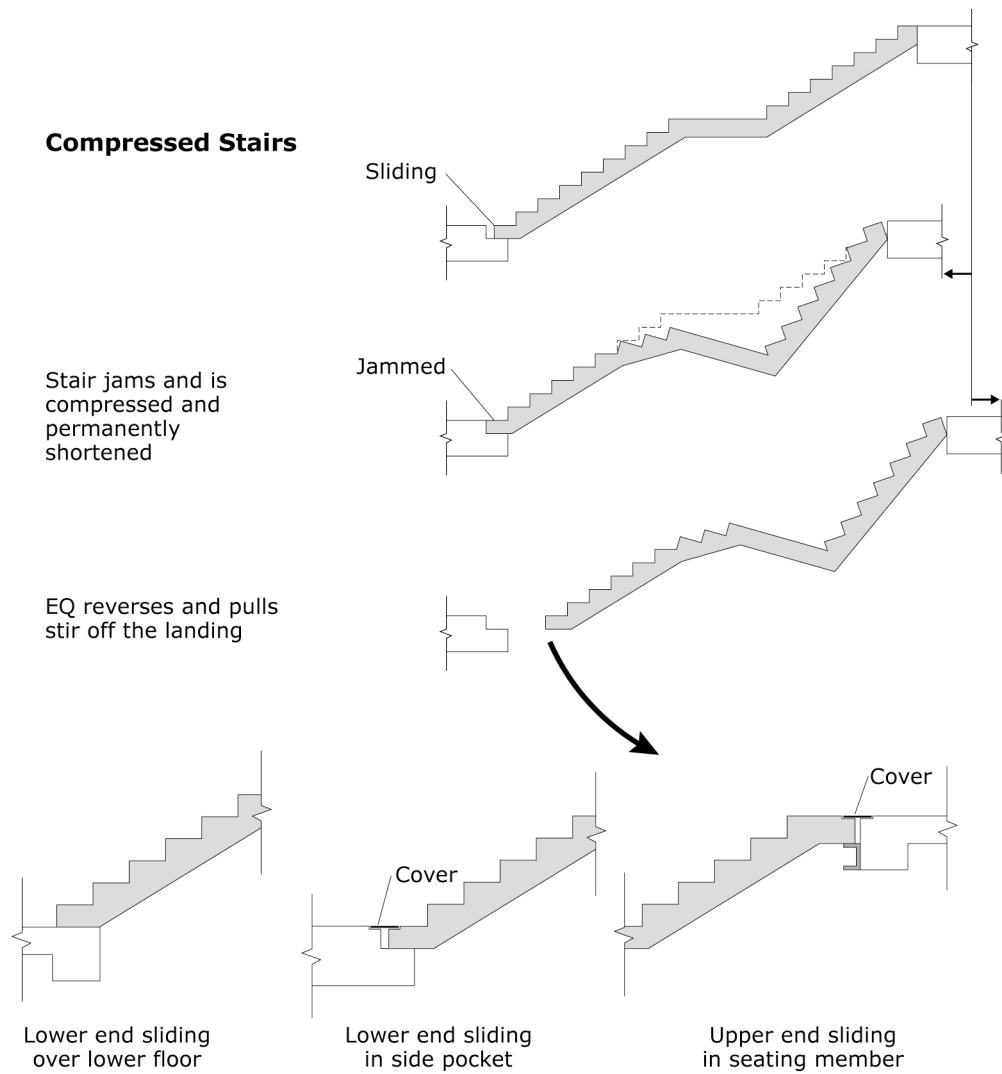 Compressed Stairs
Sliding
Jammed
Stair jams and is
compressed and
permanently
shortened
EQ reverses and pulls
stir off the landing
Cover
Cover
Lower end sliding
over lower floor
Lower end sliding
in side pocket
Upper end sliding
in seating member